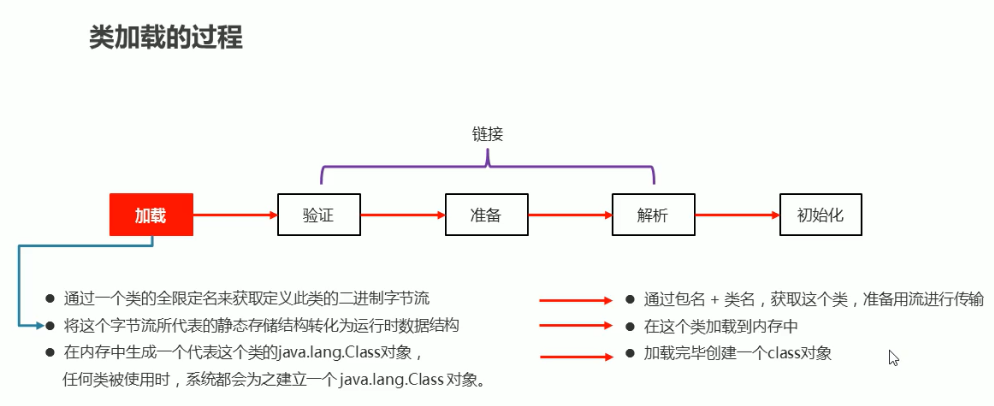 类加载的过程
链接
加载
验证
准备
解析
初始化
● 通过一个类的全限定名来获取定义此类的二进制字节流
● 将这个字节流所代表的静态存储结构转化为运行时数据结构
● 在内存中生成一个代表这个类的java.lang.Class对象，
任何类被使用时，系统都会为之建立一个 java.lang.Class 对象。
● 通过包名 + 类名，获取这个类，准备用流进行传输
● 在这个类加载到内存中
● 加载完毕创建一个class对象